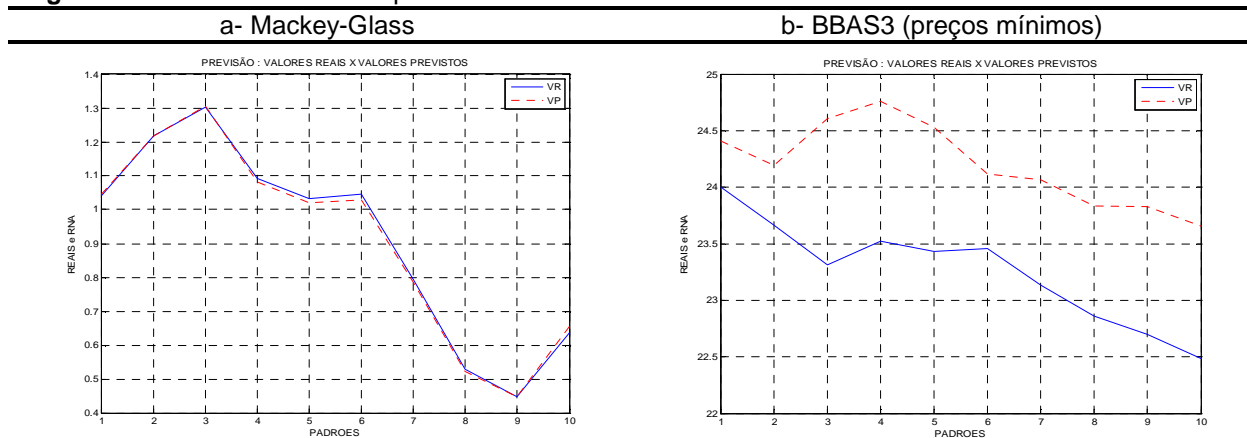 a- Mackey-Glass
b- BBAS3 (preços mínimos)
PREVISÃO : VALORES REAIS X VALORES PREVISTOS
VR
VP
REAIS e RNA
1.4
1.3
1.2
1.1
1
0.9
0.8
0.7
0.6
0.5
0.4
1 2 3 4 5 6 7 8 9 10
PADROES
PREVISÃO : VALORES REAIS X VALORES PREVISTOS
VR
VP
REAIS e RNA
25
24.5
24
23.5
23
22.5
22
1 2 3 4 5 6 7 8 9 10
PADROES